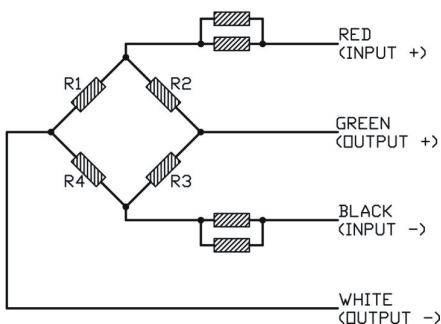 RED
(INPUT +)
R1
R2
GREEN
(OUTPUT +)
R4
R3
BLACK
(INPUT -)
WHITE
(OUTPUT -)